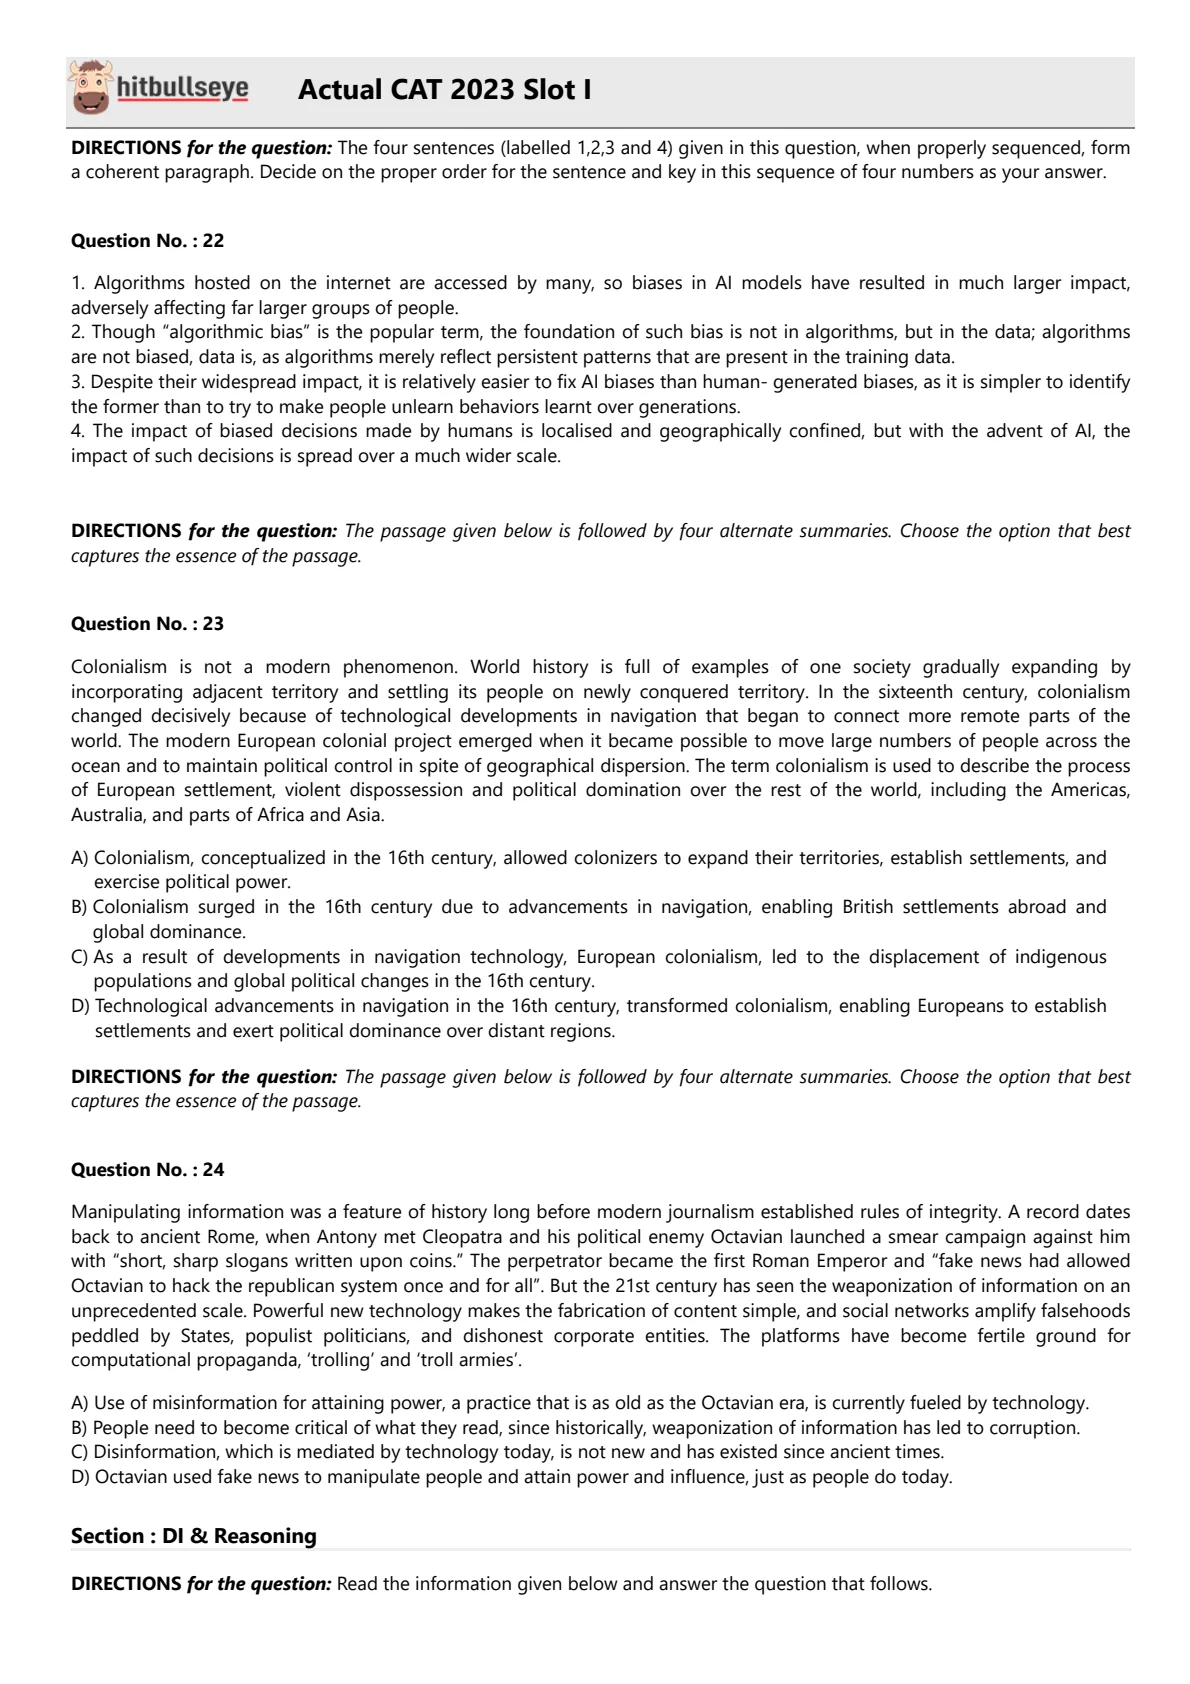 hitbullseye
Actual CAT 2023 Slot I
DIRECTIONS for the question: The four sentences (labelled 1,2,3 and 4) given in this question, when properly sequenced, form
a coherent paragraph. Decide on the proper order for the sentence and key in this sequence of four numbers as your answer.
Question No. : 22
1. Algorithms hosted on the internet are accessed by many, so biases in AI models have resulted in much larger impact,
adversely affecting far larger groups of people.
2. Though “algorithmic bias” is the popular term, the foundation of such bias is not in algorithms, but in the data; algorithms
are not biased, data is, as algorithms merely reflect persistent patterns that are present in the training data.
3. Despite their widespread impact, it is relatively easier to fix AI biases than human- generated biases, as it is simpler to identify
the former than to try to make people unlearn behaviors learnt over generations.
4. The impact of biased decisions made by humans is localised and geographically confined, but with the advent of AI, the
impact of such decisions is spread over a much wider scale.
DIRECTIONS for the question: The passage given below is followed by four alternate summaries. Choose the option that best
captures the essence of the passage.
Question No. : 23
Colonialism is not a modern phenomenon. World history is full of examples of one society gradually expanding by
incorporating adjacent territory and settling its people on newly conquered territory. In the sixteenth century, colonialism
changed decisively because of technological developments in navigation that began to connect more remote parts of the
world. The modern European colonial project emerged when it became possible to move large numbers of people across the
ocean and to maintain political control in spite of geographical dispersion. The term colonialism is used to describe the process
of European settlement, violent dispossession and political domination over the rest of the world, including the Americas,
Australia, and parts of Africa and Asia.
A) Colonialism, conceptualized in the 16th century, allowed colonizers to expand their territories, establish settlements, and
exercise political power.
B) Colonialism surged in the 16th century due to advancements in navigation, enabling British settlements abroad and
global dominance.
C) As a result of developments in navigation technology, European colonialism, led to the displacement of indigenous
populations and global political changes in the 16th century.
D) Technological advancements in navigation in the 16th century, transformed colonialism, enabling Europeans to establish
settlements and exert political dominance over distant regions.
DIRECTIONS for the question: The passage given below is followed by four alternate summaries. Choose the option that best
captures the essence of the passage.
Question No. : 24
Manipulating information was a feature of history long before modern journalism established rules of integrity. A record dates
back to ancient Rome, when Antony met Cleopatra and his political enemy Octavian launched a smear campaign against him
with “short, sharp slogans written upon coins.” The perpetrator became the first Roman Emperor and “fake news had allowed
Octavian to hack the republican system once and for all”. But the 21st century has seen the weaponization of information on an
unprecedented scale. Powerful new technology makes the fabrication of content simple, and social networks amplify falsehoods
peddled by States, populist politicians, and dishonest corporate entities. The platforms have become fertile ground for
computational propaganda, ‘trolling’ and ‘troll armies’.
A) Use of misinformation for attaining power, a practice that is as old as the Octavian era, is currently fueled by technology.
B) People need to become critical of what they read, since historically, weaponization of information has led to corruption.
C) Disinformation, which is mediated by technology today, is not new and has existed since ancient times.
D) Octavian used fake news to manipulate people and attain power and influence, just as people do today.
Section : DI & Reasoning
DIRECTIONS for the question: Read the information given below and answer the question that follows.